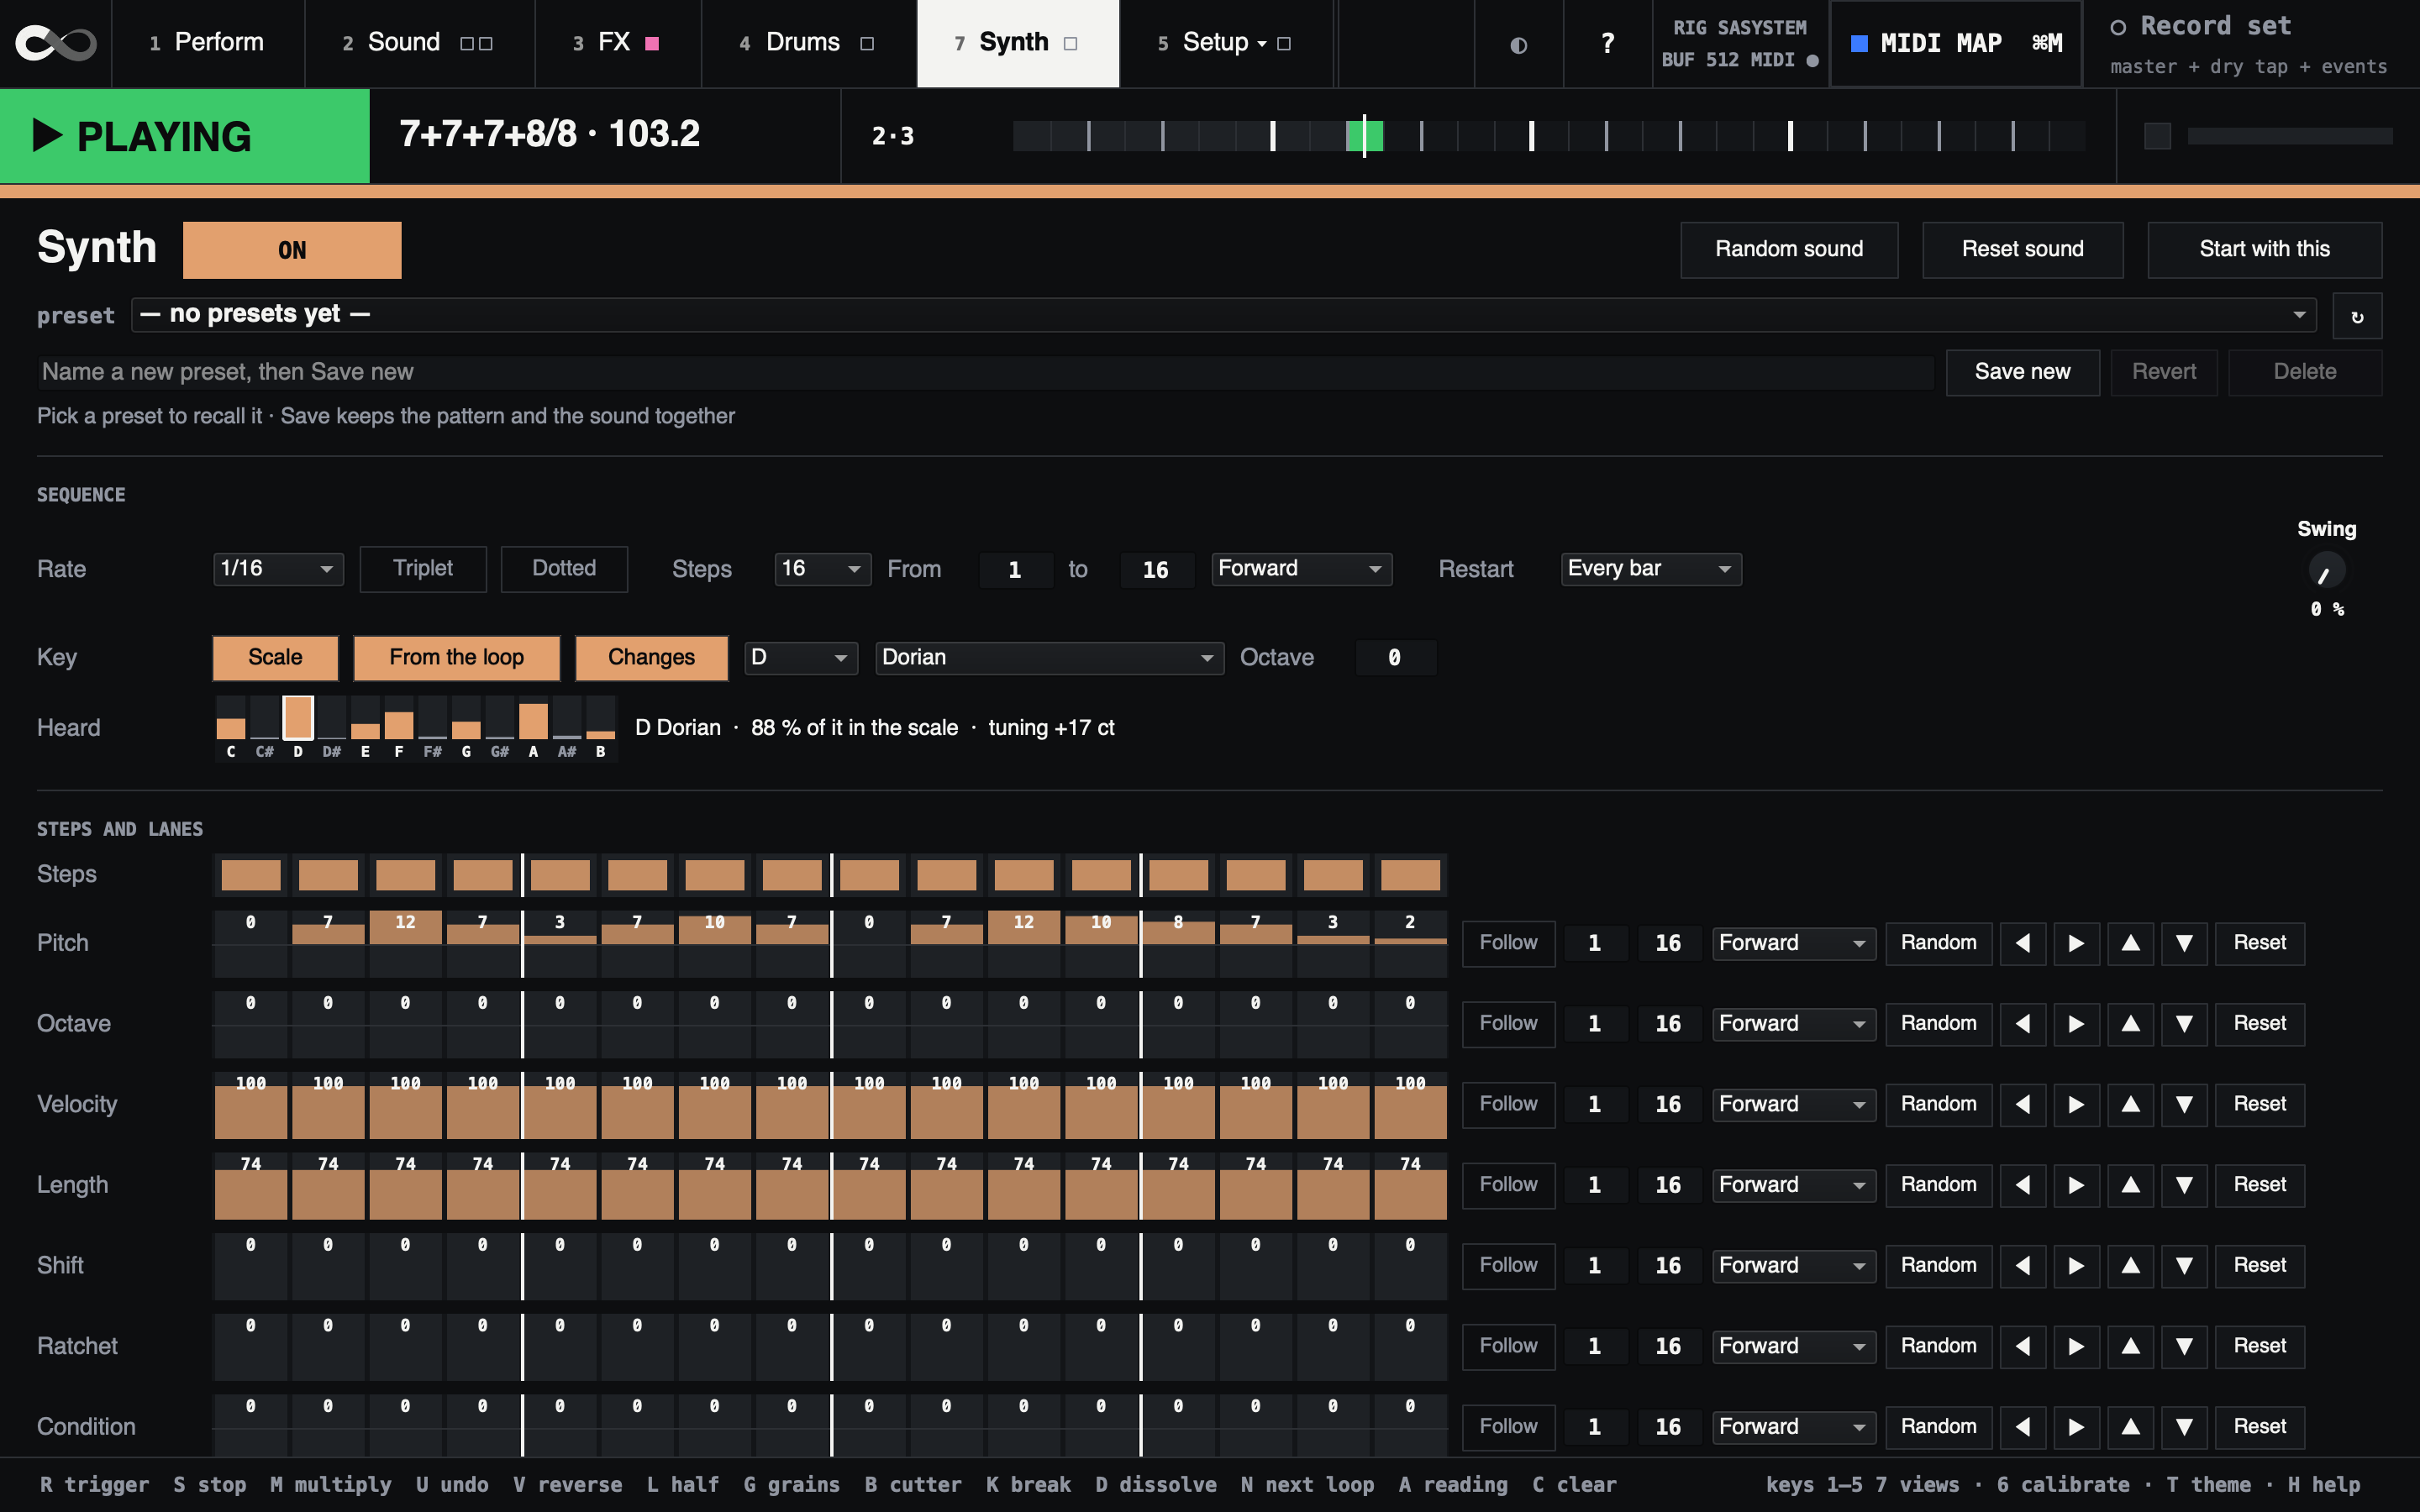 1 Perform 2 Sound 3 FX 4 Drums 7 Synth 5 Setup ? RIG SASYSTEM MIDI MAP ⌘M Record set
BUF 512 MIDI master + dry tap + events
PLAYING 7+7+7+8/8 · 103.2 2·3
Synth ON Random sound Reset sound Start with this
preset — no presets yet — ↻
Name a new preset, then Save new Save new Revert Delete
Pick a preset to recall it · Save keeps the pattern and the sound together
SEQUENCE
Swing
Rate 1/16 Triplet Dotted Steps 16 From 1 to 16 Forward Restart Every bar
0 %
Key Scale From the loop Changes D Dorian Octave 0
Heard D Dorian · 88 % of it in the scale · tuning +17 ct
C C# D D# E F F# G G# A A# B
STEPS AND LANES
Steps
Pitch 0 7 12 7 3 7 10 7 0 7 12 10 8 7 3 2 Follow 1 16 Forward Random ◀ ▶ ▲ ▼ Reset
Octave 0 0 0 0 0 0 0 0 0 0 0 0 0 0 0 0 Follow 1 16 Forward Random ◀ ▶ ▲ ▼ Reset
Velocity 100 100 100 100 100 100 100 100 100 100 100 100 100 100 100 100 Follow 1 16 Forward Random ◀ ▶ ▲ ▼ Reset
Length 74 74 74 74 74 74 74 74 74 74 74 74 74 74 74 74 Follow 1 16 Forward Random ◀ ▶ ▲ ▼ Reset
Shift 0 0 0 0 0 0 0 0 0 0 0 0 0 0 0 0 Follow 1 16 Forward Random ◀ ▶ ▲ ▼ Reset
Ratchet 0 0 0 0 0 0 0 0 0 0 0 0 0 0 0 0 Follow 1 16 Forward Random ◀ ▶ ▲ ▼ Reset
Condition 0 0 0 0 0 0 0 0 0 0 0 0 0 0 0 0 Follow 1 16 Forward Random ◀ ▶ ▲ ▼ Reset
R trigger S stop M multiply U undo V reverse L half G grains B cutter K break D dissolve N next loop A reading C clear keys 1–5 7 views · 6 calibrate · T theme · H help